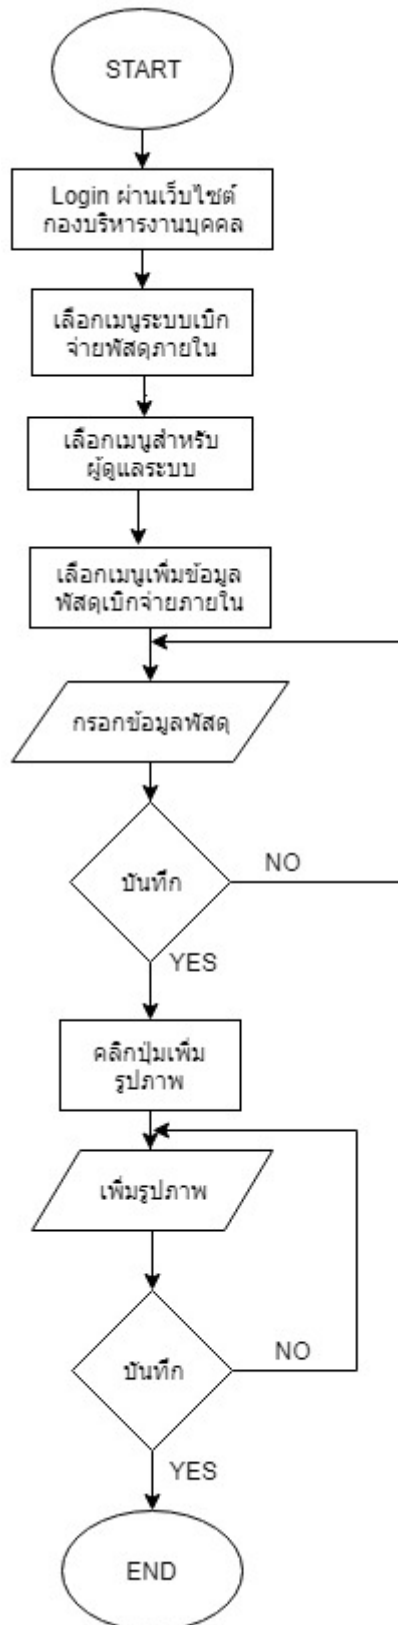 START
Login ผ่านเว็บไซต์
กองบริหารงานบุคคล
เลือกเมนูระบบเบิก
จ่ายพัสดุภายใน
เลือกเมนูสำหรับ
ผู้ดูแลระบบ
เลือกเมนูเพิ่มข้อมูล
พัสดุเบิกจ่ายภายใน
กรอกข้อมูลพัสดุ
บันทึก
NO
YES
คลิกปุ่มเพิ่ม
รูปภาพ
เพิ่มรูปภาพ
บันทึก
NO
YES
END